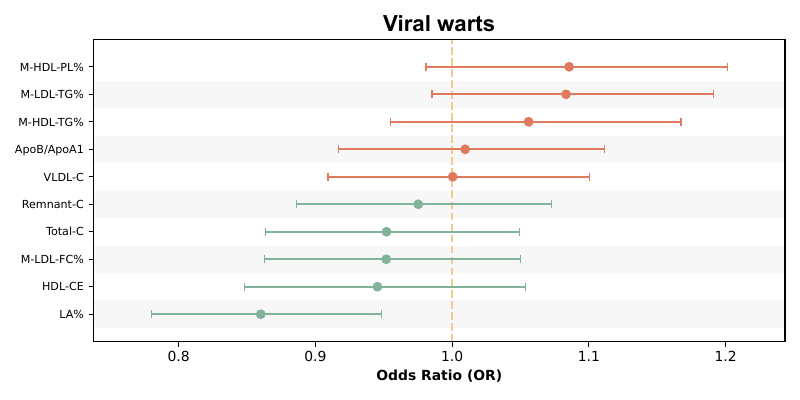 Viral warts
M-HDL-PL%
M-LDL-TG%
M-HDL-TG%
ApoB/ApoA1
VLDL-C
Remnant-C
Total-C
M-LDL-FC%
HDL-CE
LA%
0.8 0.9 1.0 1.1 1.2
Odds Ratio (OR)